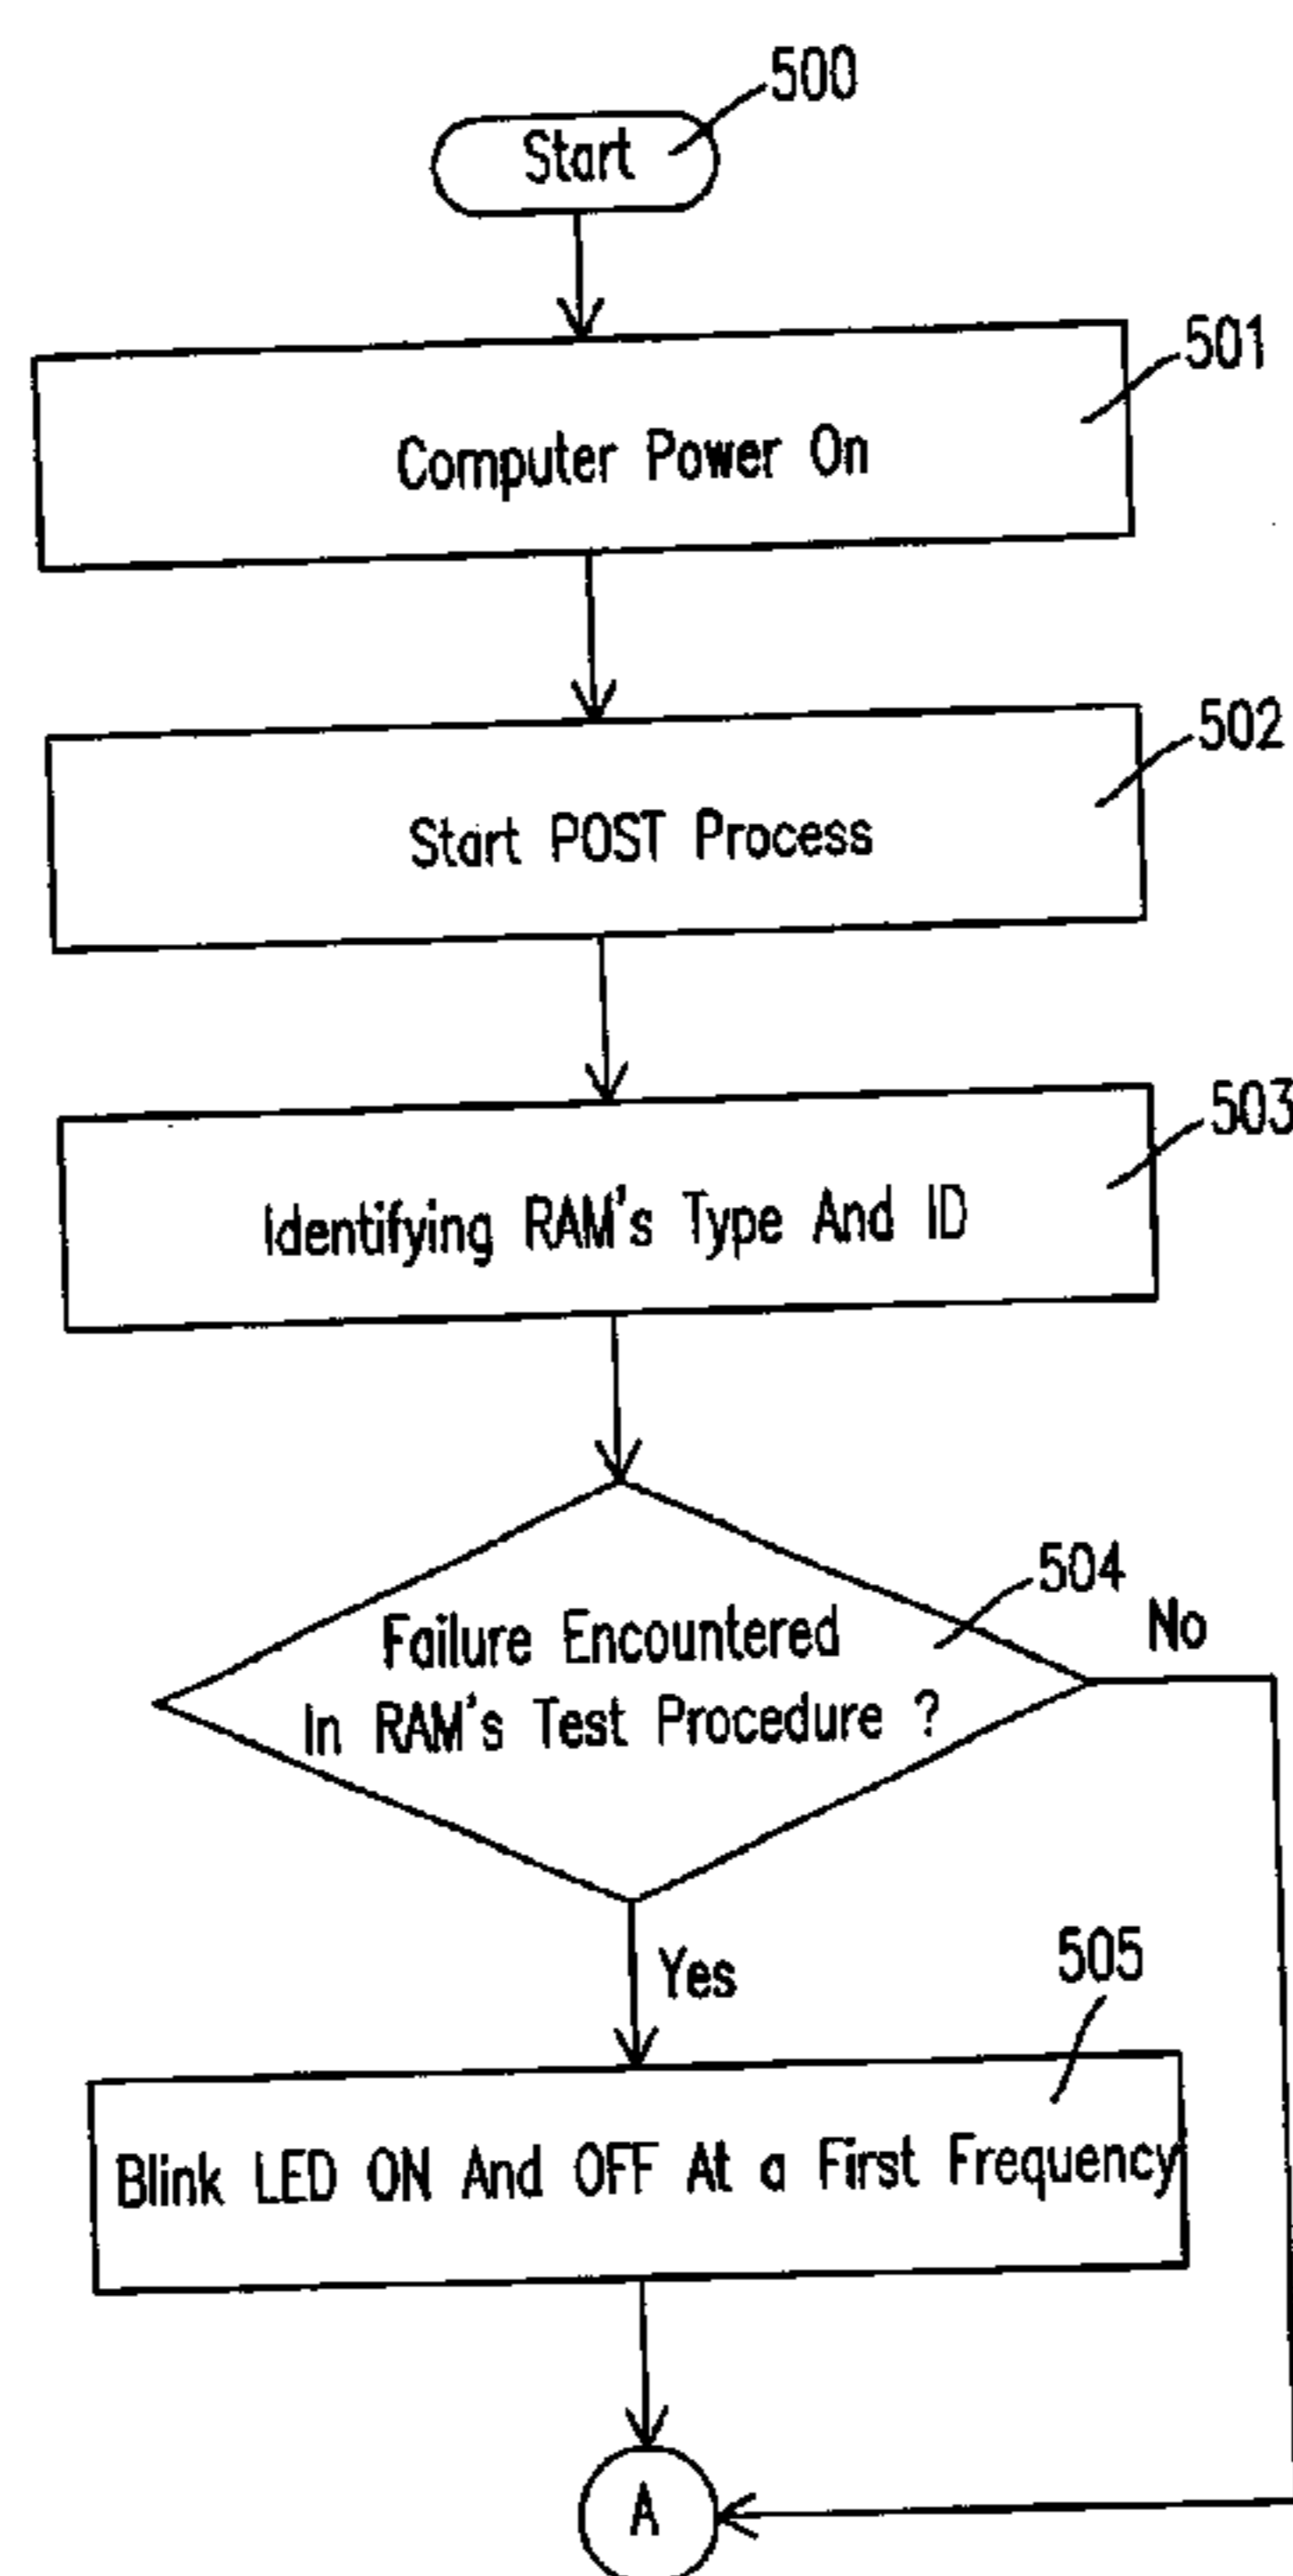 500
Start
501
Computer Power On
502
Start POST Process
503
Identifying RAM's Type And ID
504
No
Failure Encountered
In RAM's Test Procedure ?
Yes
505
Blink LED ON And OFF At a First Frequency
A